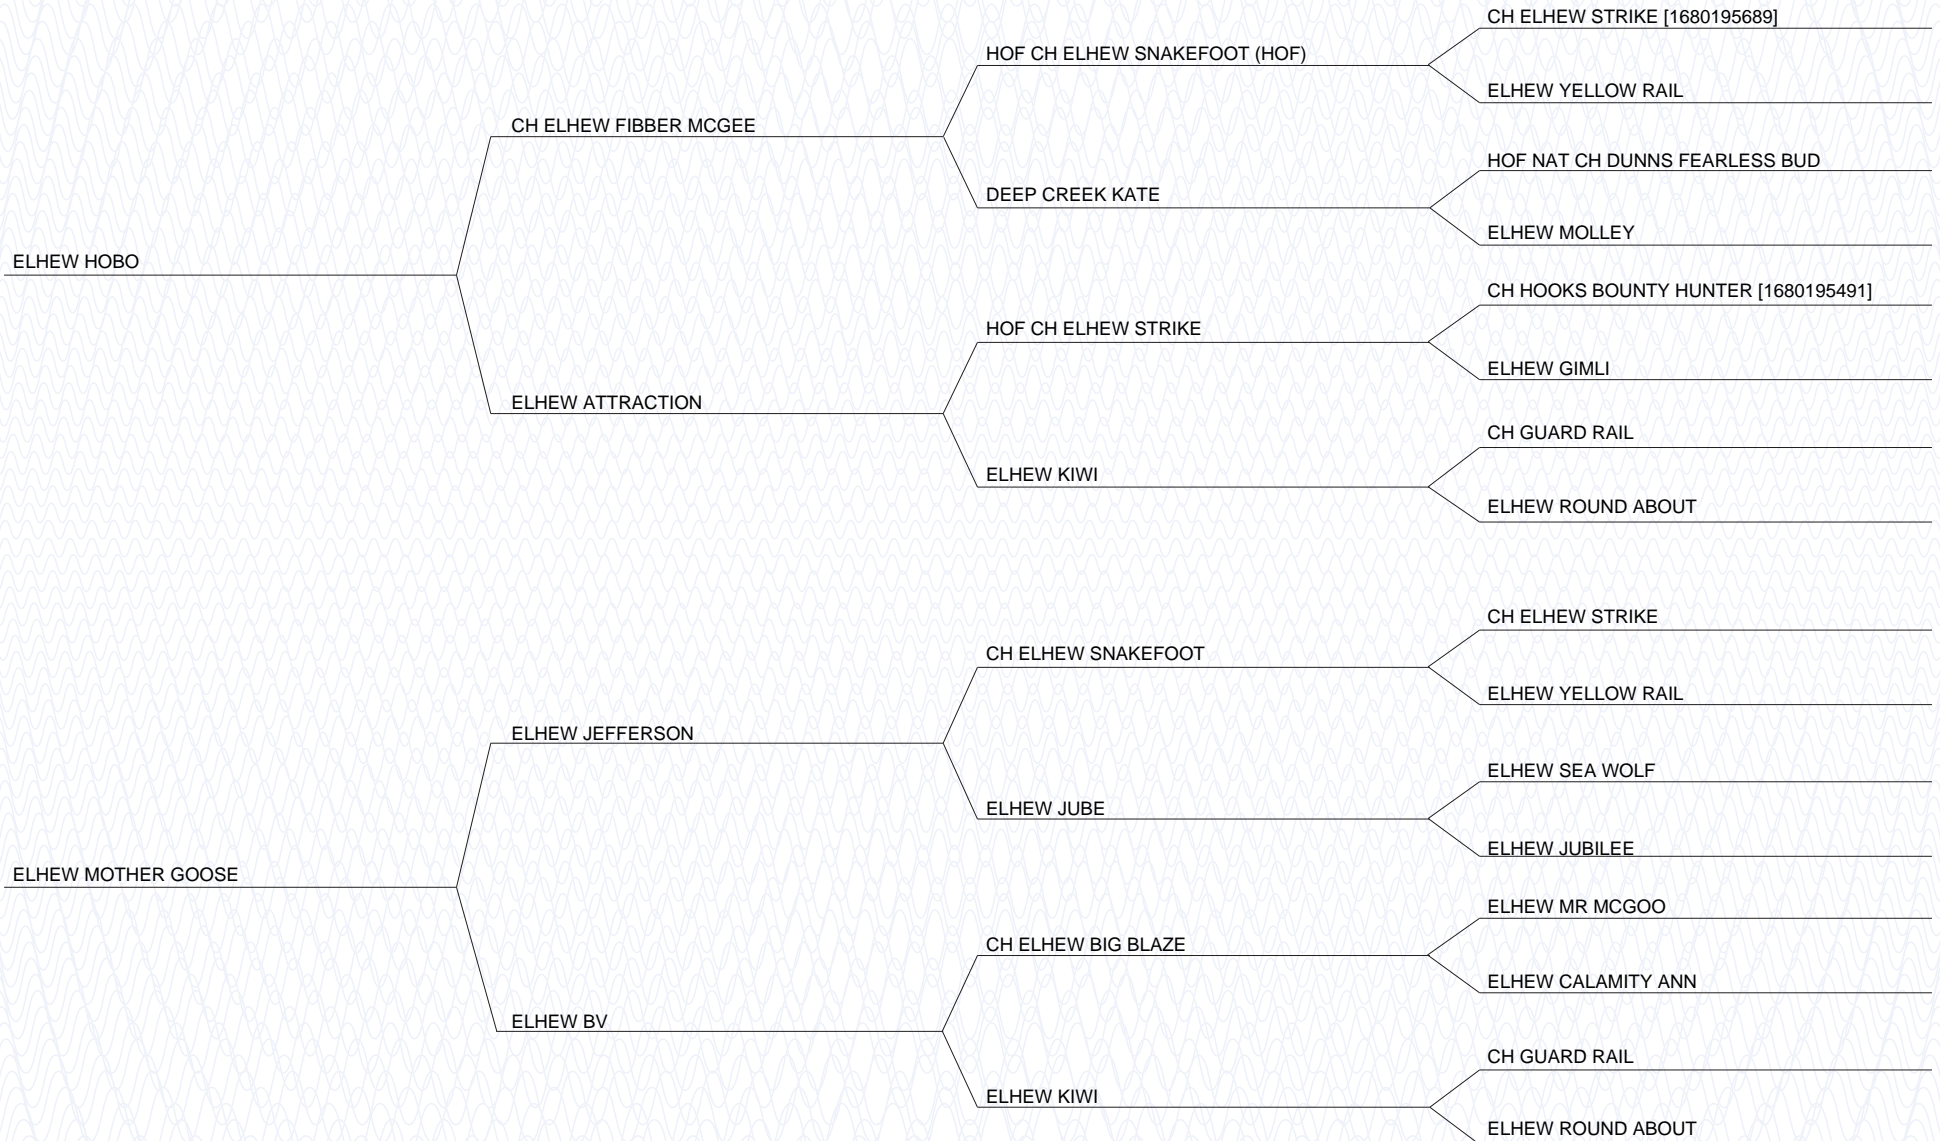 CH ELHEW STRIKE [1680195689]
HOF CH ELHEW SNAKEFOOT (HOF)
ELHEW YELLOW RAIL
CH ELHEW FIBBER MCGEE
HOF NAT CH DUNNS FEARLESS BUD
DEEP CREEK KATE
ELHEW MOLLEY
ELHEW HOBO
CH HOOKS BOUNTY HUNTER [1680195491]
HOF CH ELHEW STRIKE
ELHEW GIMLI
ELHEW ATTRACTION
CH GUARD RAIL
ELHEW KIWI
ELHEW ROUND ABOUT
CH ELHEW STRIKE
CH ELHEW SNAKEFOOT
ELHEW YELLOW RAIL
ELHEW JEFFERSON
ELHEW SEA WOLF
ELHEW JUBE
ELHEW JUBILEE
ELHEW MOTHER GOOSE
ELHEW MR MCGOO
CH ELHEW BIG BLAZE
ELHEW CALAMITY ANN
ELHEW BV
CH GUARD RAIL
ELHEW KIWI
ELHEW ROUND ABOUT